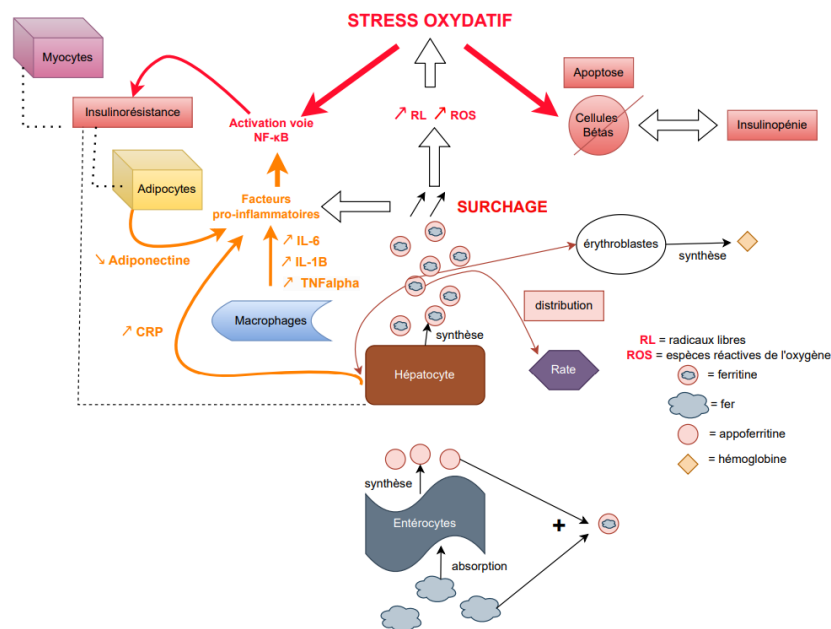 STRESS OXYDATIF
Myocytes
Insulinorésistance
Activation voie
NF-κB
↗ RL ↗ ROS
Apoptose
Cellules
Bétas
Insulinopénie
Adipocytes
Facteurs
pro-inflammatoires
SURCHAGE
↘ Adiponectine
↗ IL-6
↗ IL-1B
↗ TNFalpha
érythroblastes
synthèse
↗ CRP
Macrophages
distribution
synthèse
Hépatocyte
Rate
RL = radicaux libres
ROS = espèces réactives de l'oxygène
= ferritine
= fer
= appoferritine
= hémoglobine
synthèse
Entérocytes
+
absorption